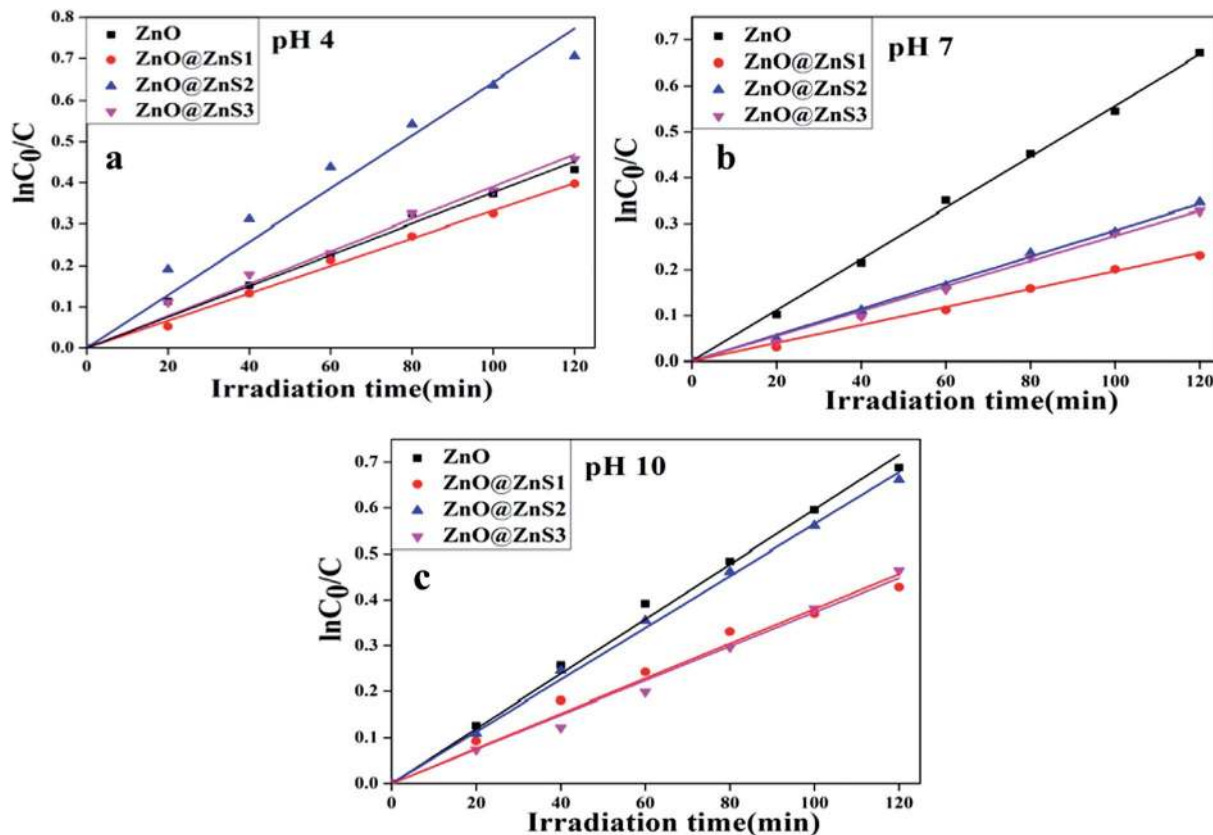 ZnO
ZnO@ZnS1
ZnO@ZnS2
ZnO@ZnS3
pH 4
a
lnC0/C
0.8
0.7
0.6
0.5
0.4
0.3
0.2
0.1
0.0
0 20 40 60 80 100 120
Irradiation time(min)
ZnO
ZnO@ZnS1
ZnO@ZnS2
ZnO@ZnS3
pH 7
b
lnC0/C
0.7
0.6
0.5
0.4
0.3
0.2
0.1
0.0
0 20 40 60 80 100 120
Irradiation time(min)
ZnO
ZnO@ZnS1
ZnO@ZnS2
ZnO@ZnS3
pH 10
c
lnC0/C
0.7
0.6
0.5
0.4
0.3
0.2
0.1
0.0
0 20 40 60 80 100 120
Irradiation time(min)